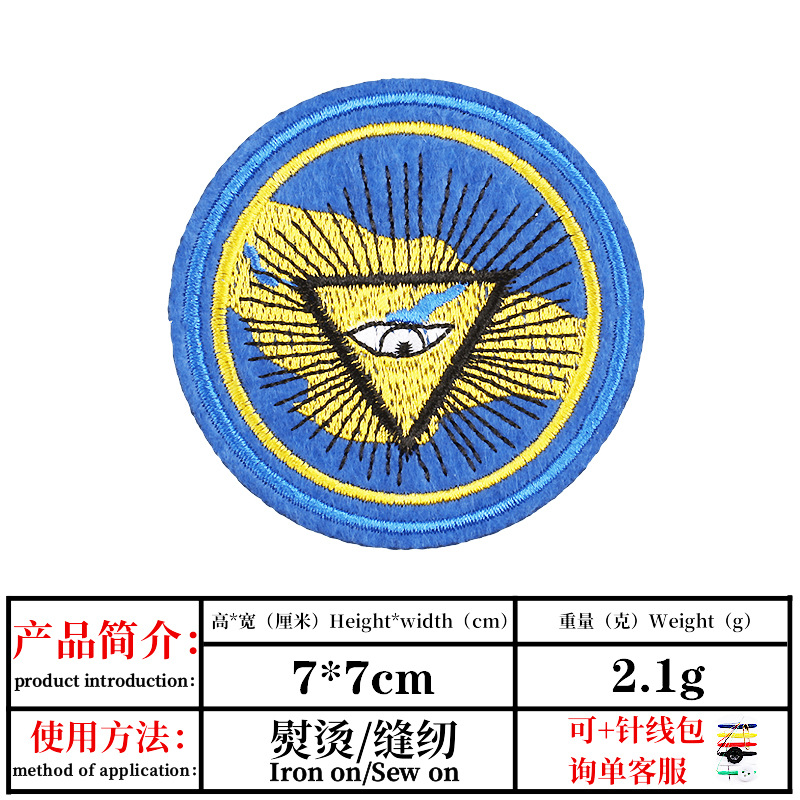 产品简介：
product introduction：
高*宽（厘米）Height*width（cm）
重量（克）Weight（g）
7*7cm
2.1g
使用方法：
method of application：
熨烫/缝纫
Iron on/Sew on
可+针线包
询单客服